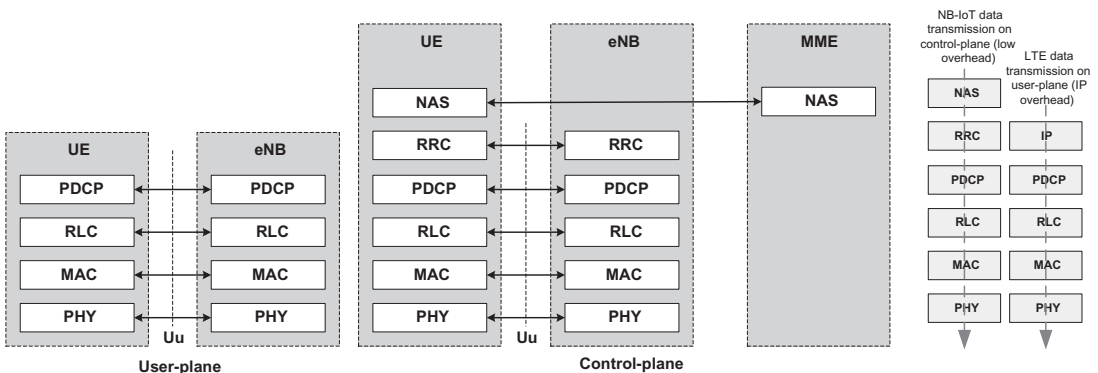 UE
eNB
PDCP
PDCP
RLC
RLC
MAC
MAC
PHY
PHY
Uu
User-plane
UE
eNB
MME
NAS
NAS
RRC
RRC
PDCP
PDCP
RLC
RLC
MAC
MAC
PHY
PHY
Uu
Control-plane
NB-IoT data
transmission on
control-plane (low
overhead)
NAS
RRC
PDCP
RLC
MAC
PHY
LTE data
transmission on
user-plane (IP
overhead)
IP
PDCP
RLC
MAC
PHY